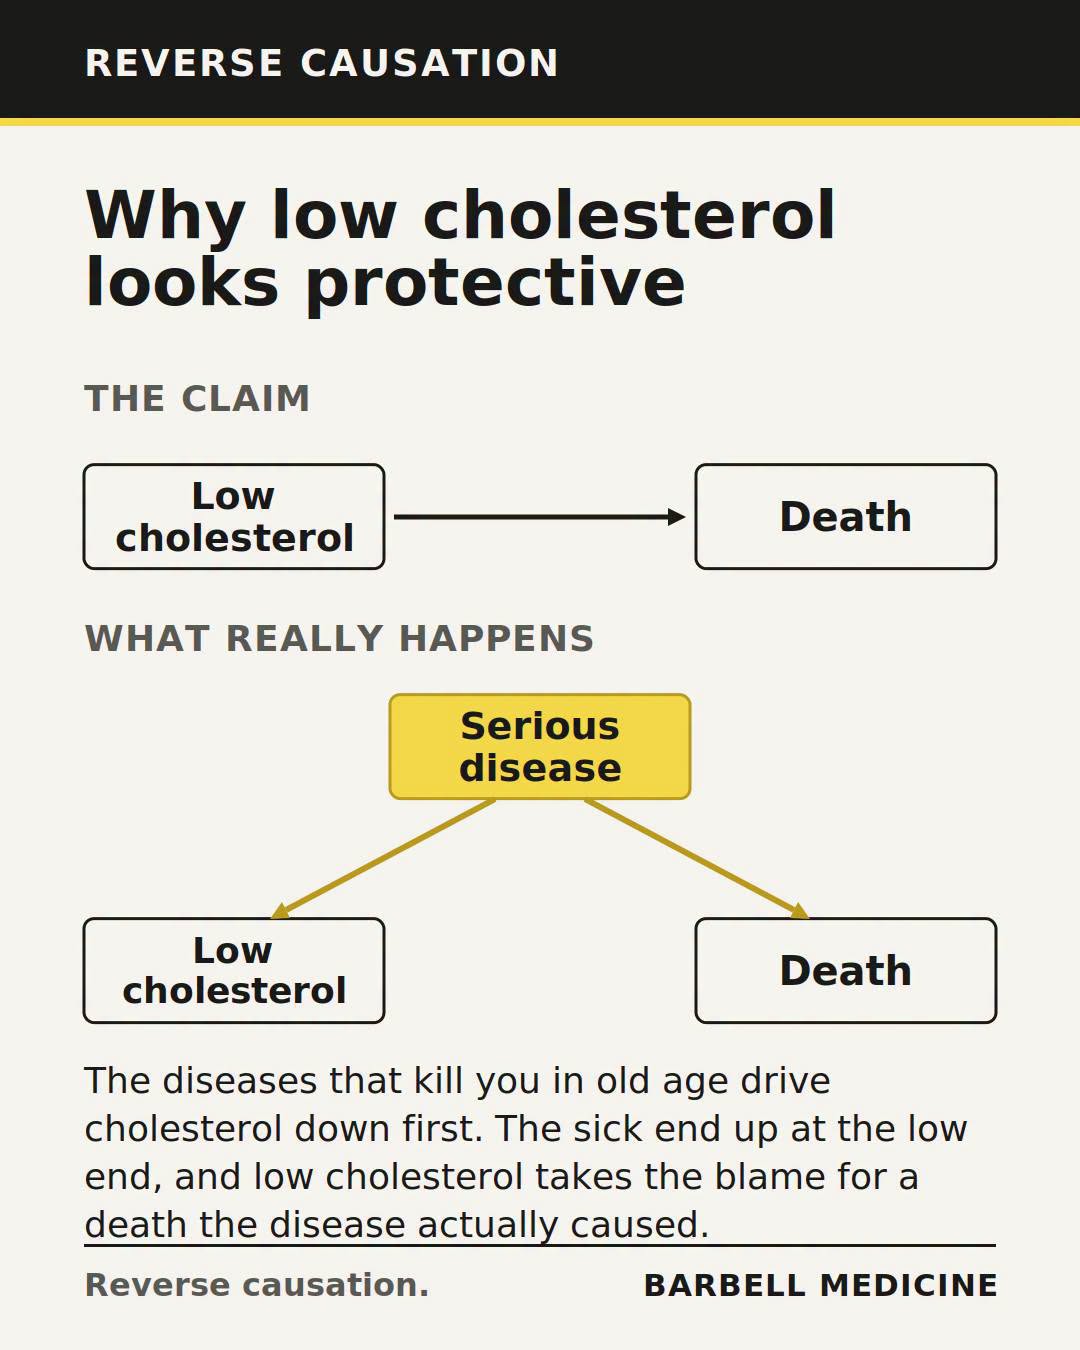 REVERSE CAUSATION
Why low cholesterol
looks protective
THE CLAIM
Low
cholesterol
Death
WHAT REALLY HAPPENS
Serious
disease
Low
cholesterol
Death
The diseases that kill you in old age drive
cholesterol down first. The sick end up at the low
end, and low cholesterol takes the blame for a
death the disease actually caused.
Reverse causation.
BARBELL MEDICINE